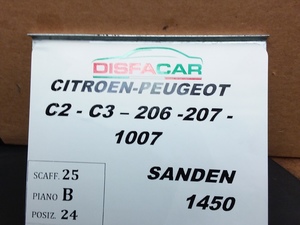 DISFACAR
CITROEN-PEUGEOT
C2 - C3 – 206 -207 -
1007
SCAFF. 25
PIANO B
POSIZ. 24
SANDEN
1450